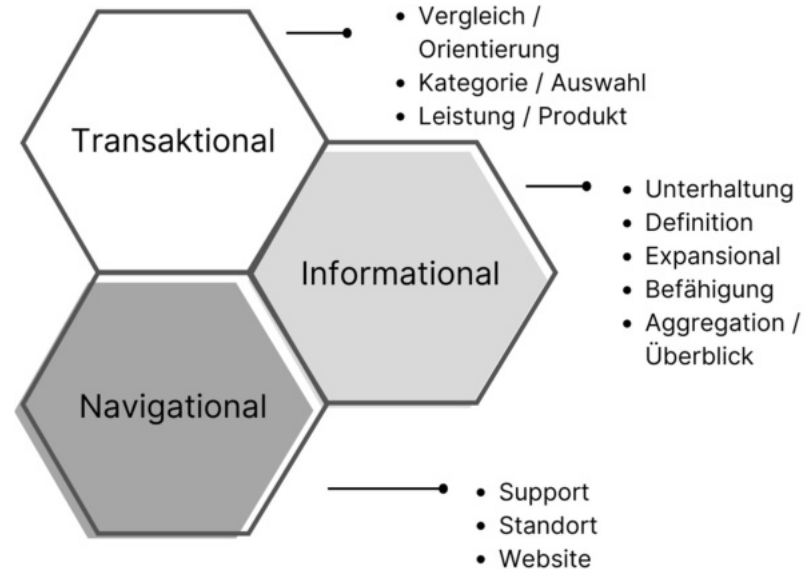 Transaktional
• Vergleich /
Orientierung
• Kategorie / Auswahl
• Leistung / Produkt
Informational
• Unterhaltung
• Definition
• Expansional
• Befähigung
• Aggregation /
Überblick
Navigational
• Support
• Standort
• Website